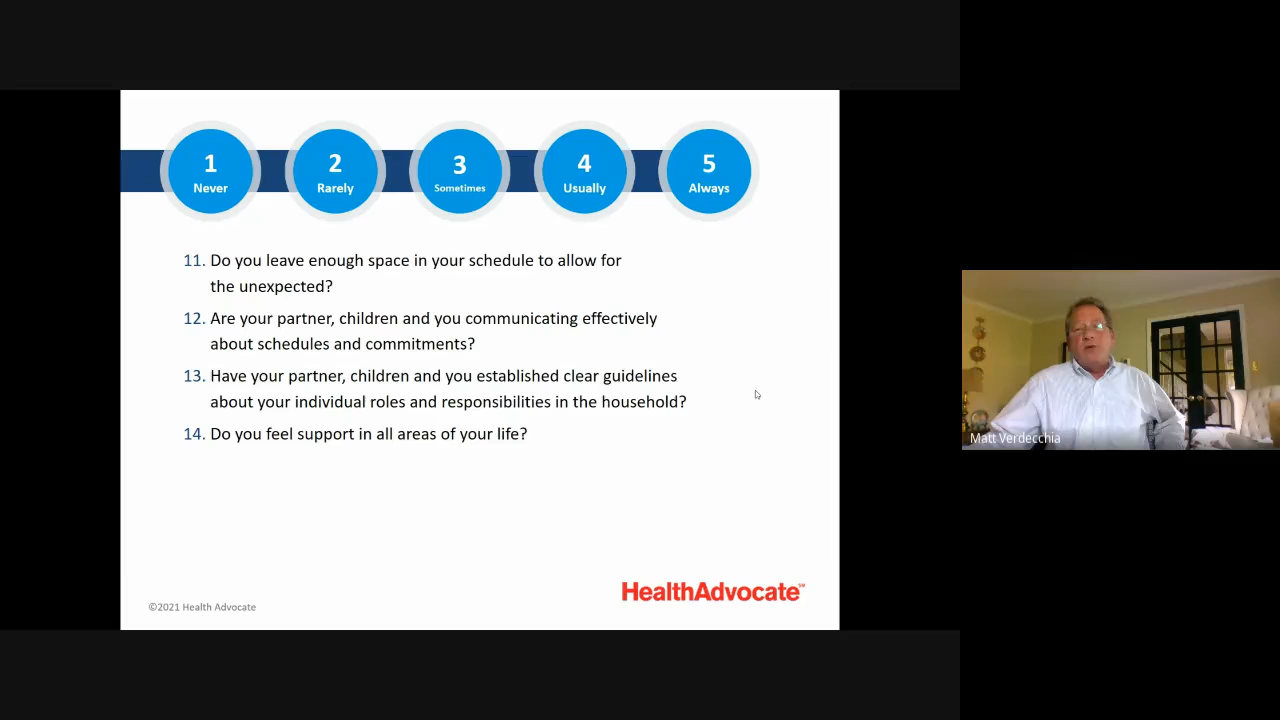 1
Never
2
Rarely
3
Sometimes
4
Usually
5
Always
11. Do you leave enough space in your schedule to allow for
the unexpected?
12. Are your partner, children and you communicating effectively
about schedules and commitments?
13. Have your partner, children and you established clear guidelines
about your individual roles and responsibilities in the household?
14. Do you feel support in all areas of your life?
HealthAdvocate℠
©2021 Health Advocate
Matt Verdecchia